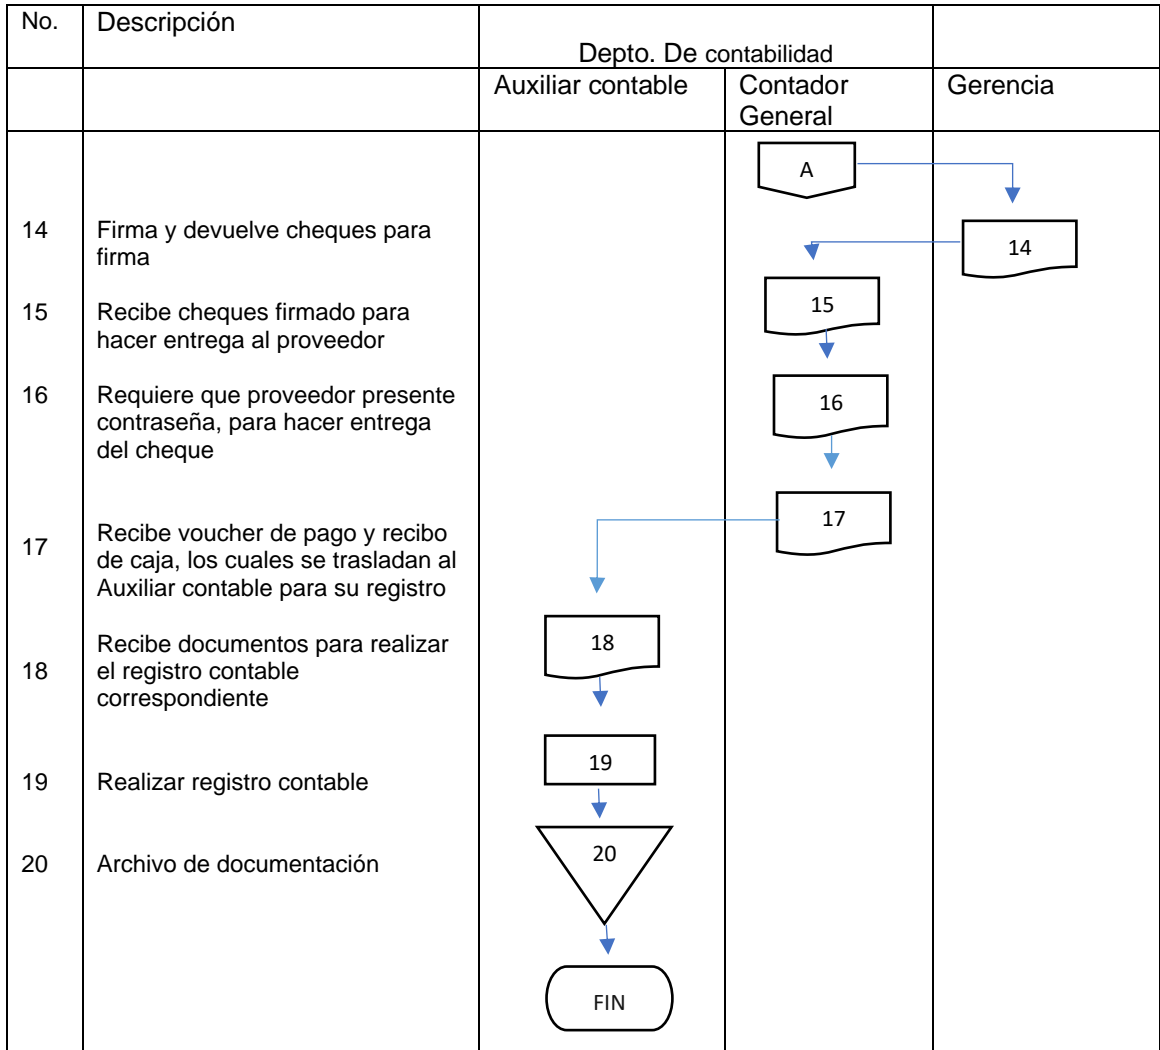 No.
Descripción
Depto. De contabilidad
Auxiliar contable
Contador
General
Gerencia
A
14
Firma y devuelve cheques para
firma
14
15
Recibe cheques firmado para
hacer entrega al proveedor
15
16
Requiere que proveedor presente
contraseña, para hacer entrega
del cheque
16
17
Recibe voucher de pago y recibo
de caja, los cuales se trasladan al
Auxiliar contable para su registro
17
18
Recibe documentos para realizar
el registro contable
correspondiente
18
19
Realizar registro contable
19
20
Archivo de documentación
20
FIN